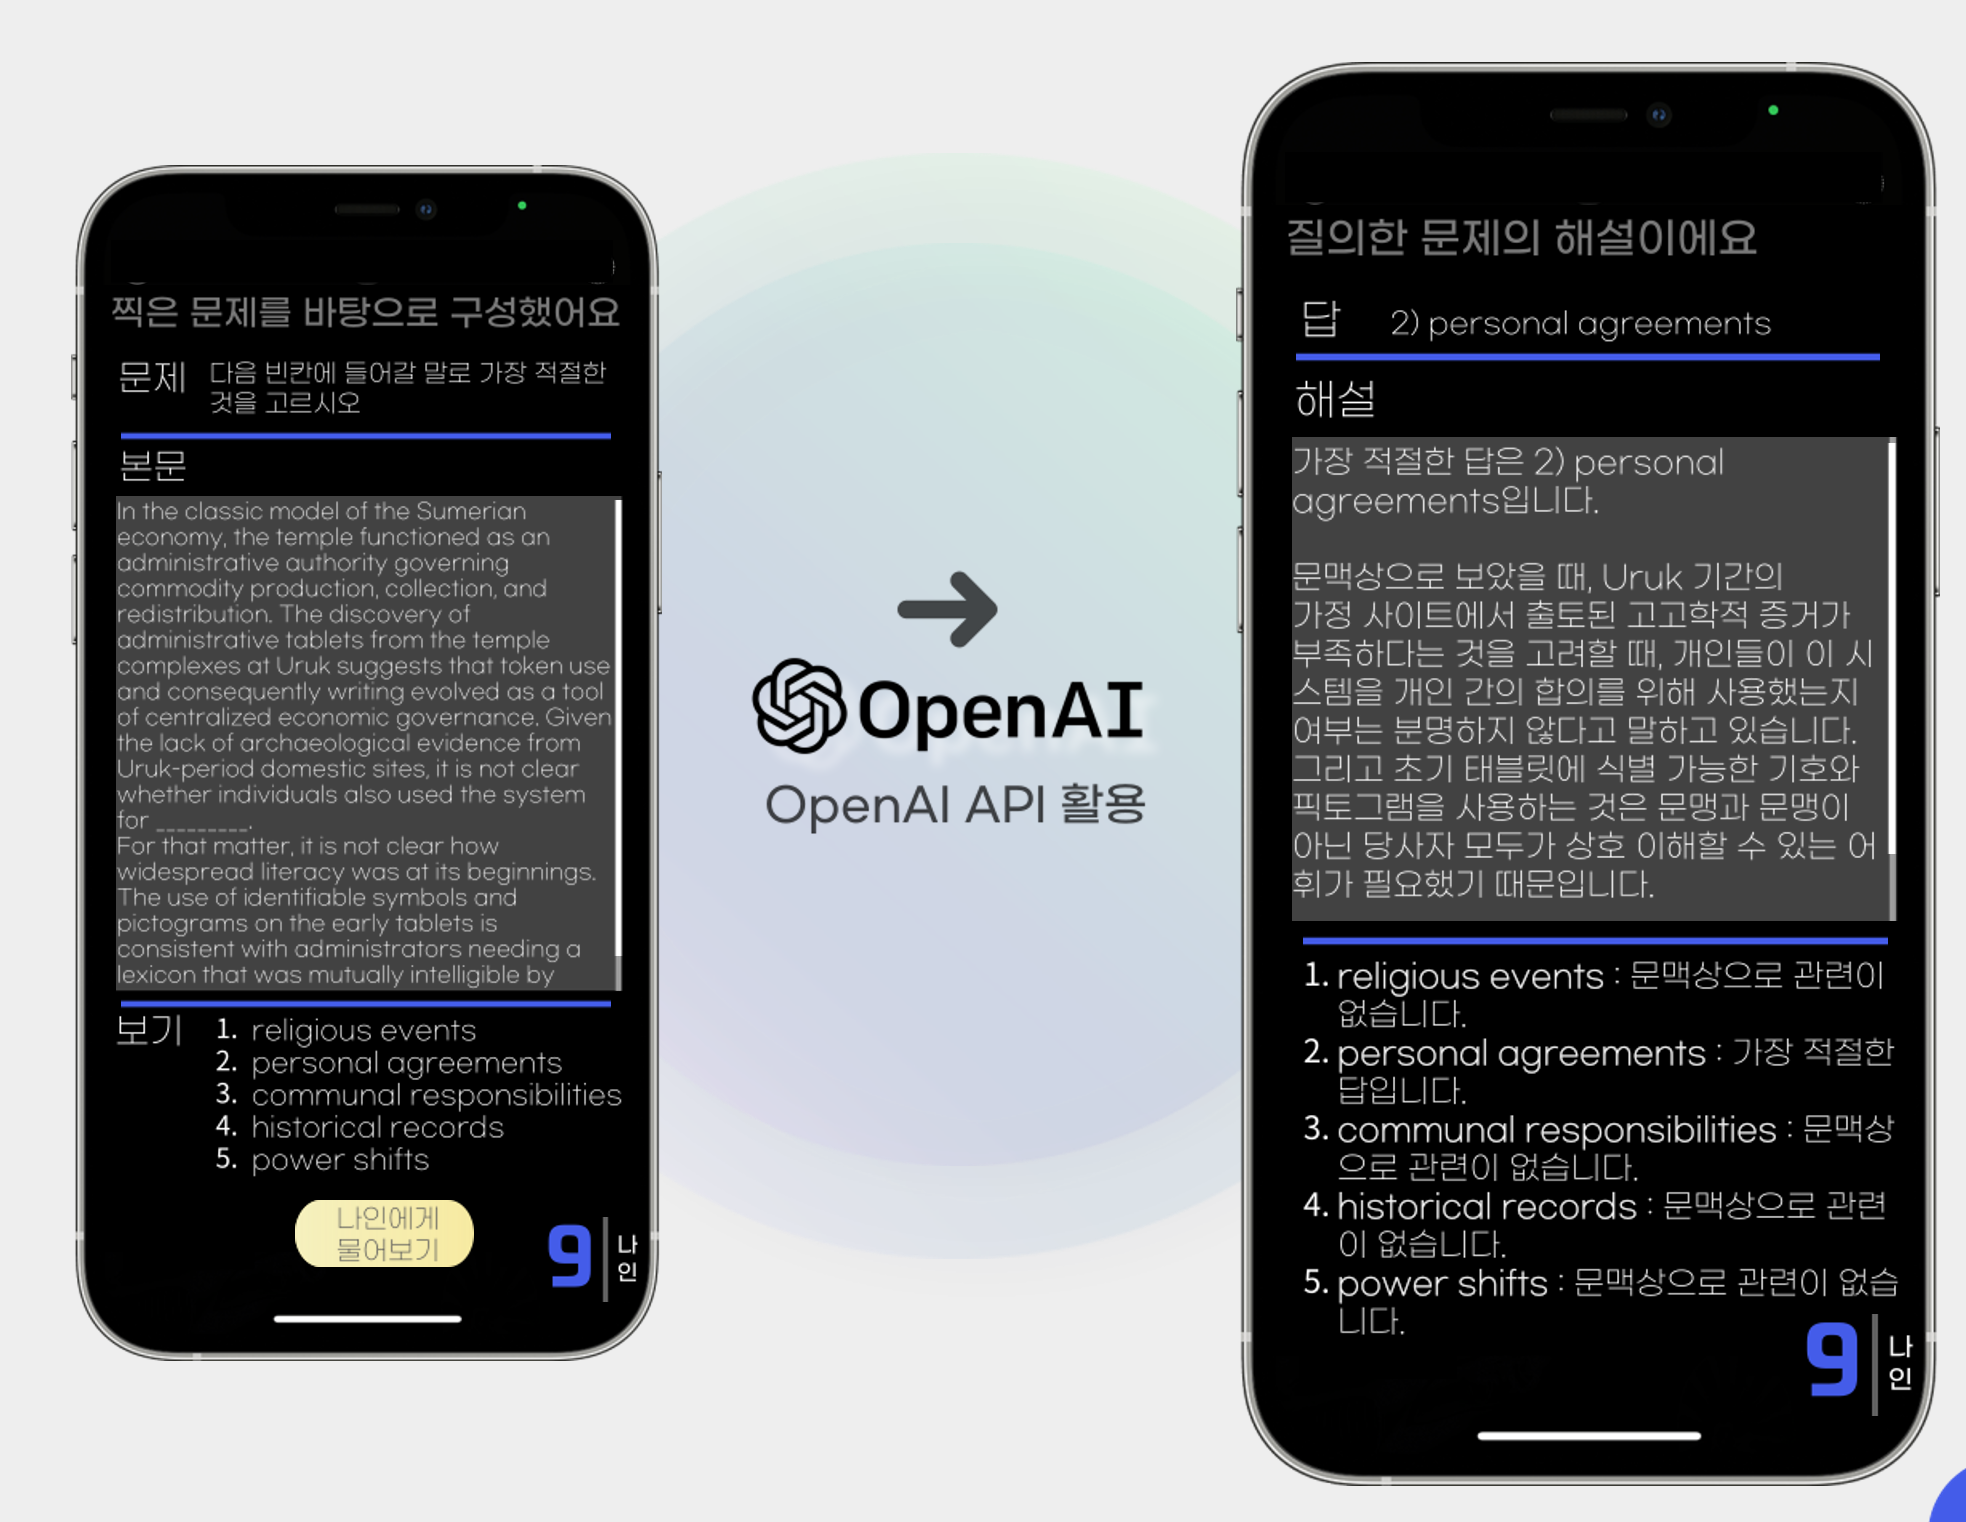 찍은 문제를 바탕으로 구성했어요
문제
다음 빈칸에 들어갈 말로 가장 적절한
것을 고르시오
본문
In the classic model of the Sumerian
economy, the temple functioned as an
administrative authority governing
commodity production, collection, and
redistribution. The discovery of
administrative tablets from the temple
complexes at Uruk suggests that token use
and consequently writing evolved as a tool
of centralized economic governance. Given
the lack of archaeological evidence from
Uruk-period domestic sites, it is not clear
whether individuals also used the system
for _________.
For that matter, it is not clear how
widespread literacy was at its beginnings.
The use of identifiable symbols and
pictograms on the early tablets is
consistent with administrators needing a
lexicon that was mutually intelligible by
보기
1. religious events
2. personal agreements
3. communal responsibilities
4. historical records
5. power shifts
나인에게
물어보기
9
나
인
OpenAI
OpenAI API 활용
질의한 문제의 해설이에요
답 2) personal agreements
해설
가장 적절한 답은 2) personal
agreements입니다.
문맥상으로 보았을 때, Uruk 기간의
가정 사이트에서 출토된 고고학적 증거가
부족하다는 것을 고려할 때, 개인들이 이 시
스템을 개인 간의 합의를 위해 사용했는지
여부는 분명하지 않다고 말하고 있습니다.
그리고 초기 태블릿에 식별 가능한 기호와
픽토그램을 사용하는 것은 문맹과 문맹이
아닌 당사자 모두가 상호 이해할 수 있는 어
휘가 필요했기 때문입니다.
1. religious events : 문맥상으로 관련이
없습니다.
2. personal agreements : 가장 적절한
답입니다.
3. communal responsibilities : 문맥상
으로 관련이 없습니다.
4. historical records : 문맥상으로 관련
이 없습니다.
5. power shifts : 문맥상으로 관련이 없습
니다.
9
나
인